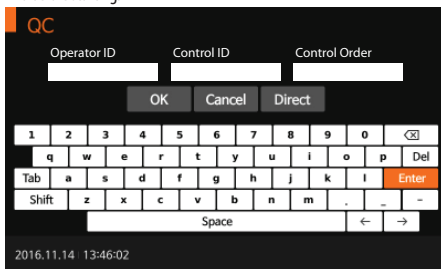 QC
Operator ID Control ID Control Order
OK Cancel Direct
1 2 3 4 5 6 7 8 9 0 ⌫
q w e r t y u i o p Del
Tab a s d f g h j k l Enter
Shift z x c v b n m . _ -
Space ← →
2016.11.14 13:46:02